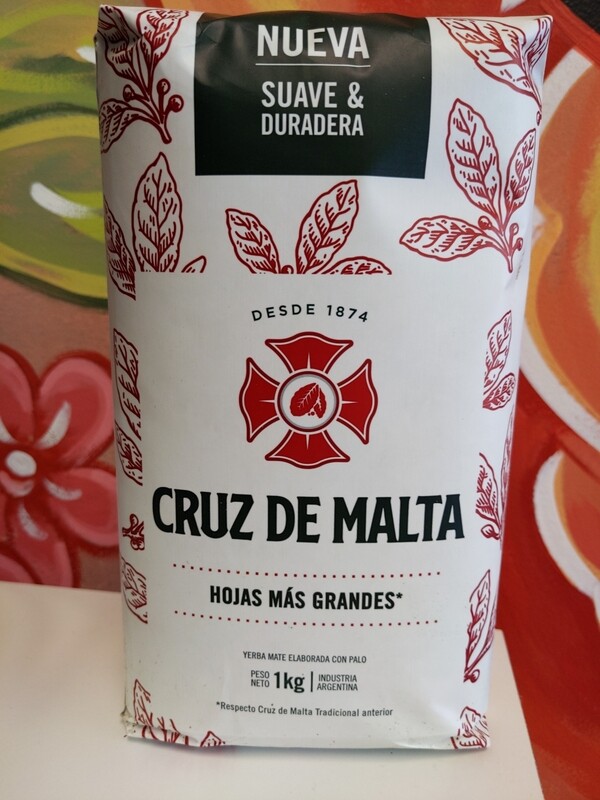 NUEVA
SUAVE &
DURADERA
DESDE 1874
CRUZ DE MALTA
HOJAS MÁS GRANDES*
YERBA MATE ELABORADA CON PALO
PESO NETO 1kg | INDUSTRIA ARGENTINA
*Respecto Cruz de Malta Tradicional anterior